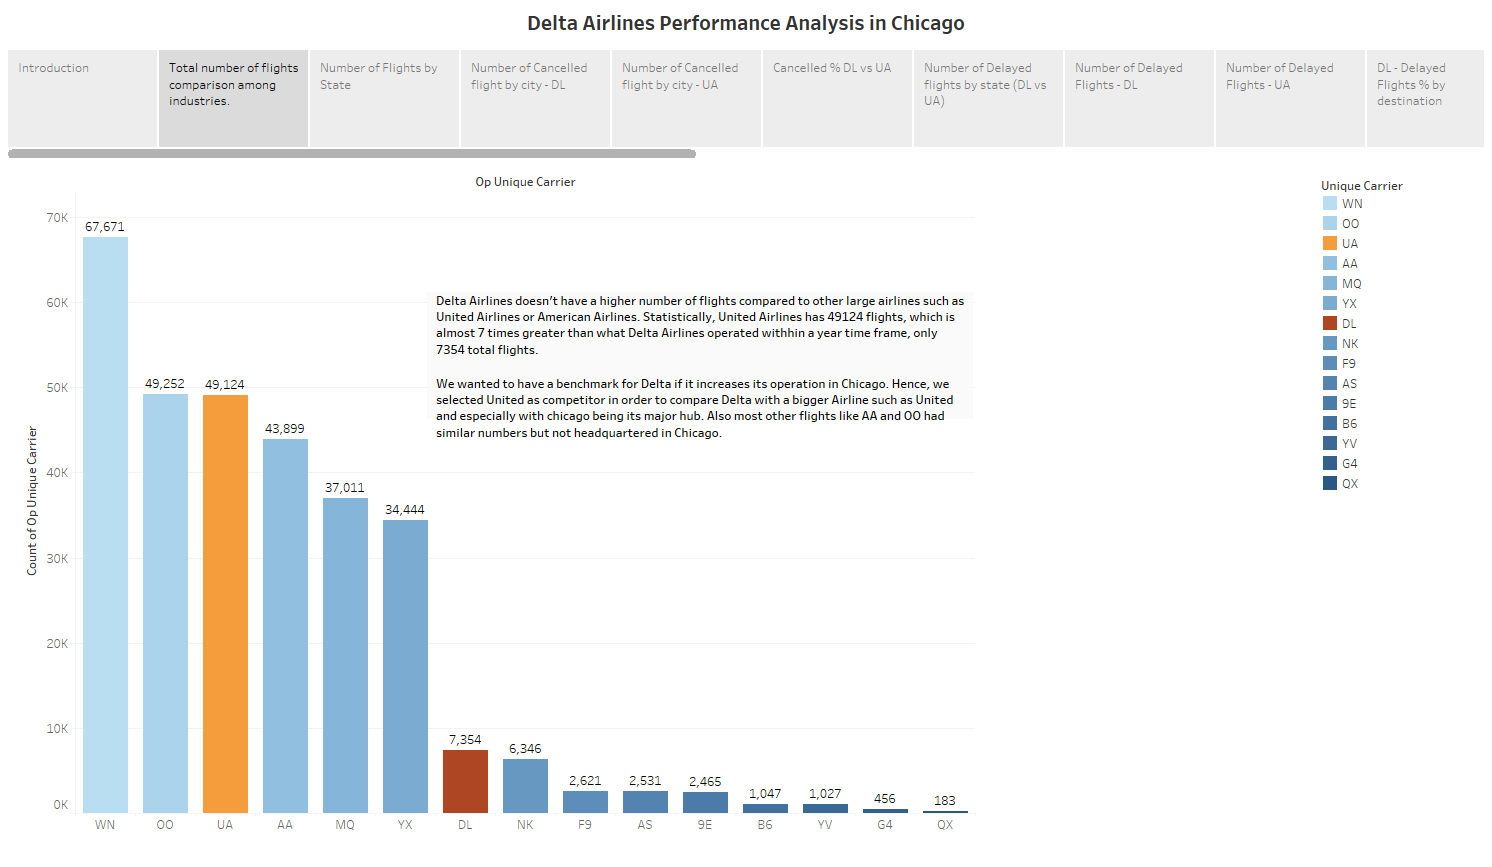 Delta Airlines Performance Analysis in Chicago
Introduction
Total number of flights
comparison among
industries.
Number of Flights by
State
Number of Cancelled
flight by city - DL
Number of Cancelled
flight by city - UA
Cancelled % DL vs UA
Number of Delayed
flights by state (DL vs
UA)
Number of Delayed
Flights - DL
Number of Delayed
Flights - UA
DL - Delayed
Flights % by
destination
Op Unique Carrier
Count of Op Unique Carrier
70K
60K
50K
40K
30K
20K
10K
0K
67,671
49,252
49,124
43,899
37,011
34,444
7,354
6,346
2,621
2,531
2,465
1,047
1,027
456
183
Delta Airlines doesn’t have a higher number of flights compared to other large airlines such as
United Airlines or American Airlines. Statistically, United Airlines has 49124 flights, which is
almost 7 times greater than what Delta Airlines operated withhin a year time frame, only
7354 total flights.
We wanted to have a benchmark for Delta if it increases its operation in Chicago. Hence, we
selected United as competitor in order to compare Delta with a bigger Airline such as United
and especially with chicago being its major hub. Also most other flights like AA and OO had
similar numbers but not headquartered in Chicago.
WN
OO
UA
AA
MQ
YX
DL
NK
F9
AS
9E
B6
YV
G4
QX
Unique Carrier
WN
OO
UA
AA
MQ
YX
DL
NK
F9
AS
9E
B6
YV
G4
QX